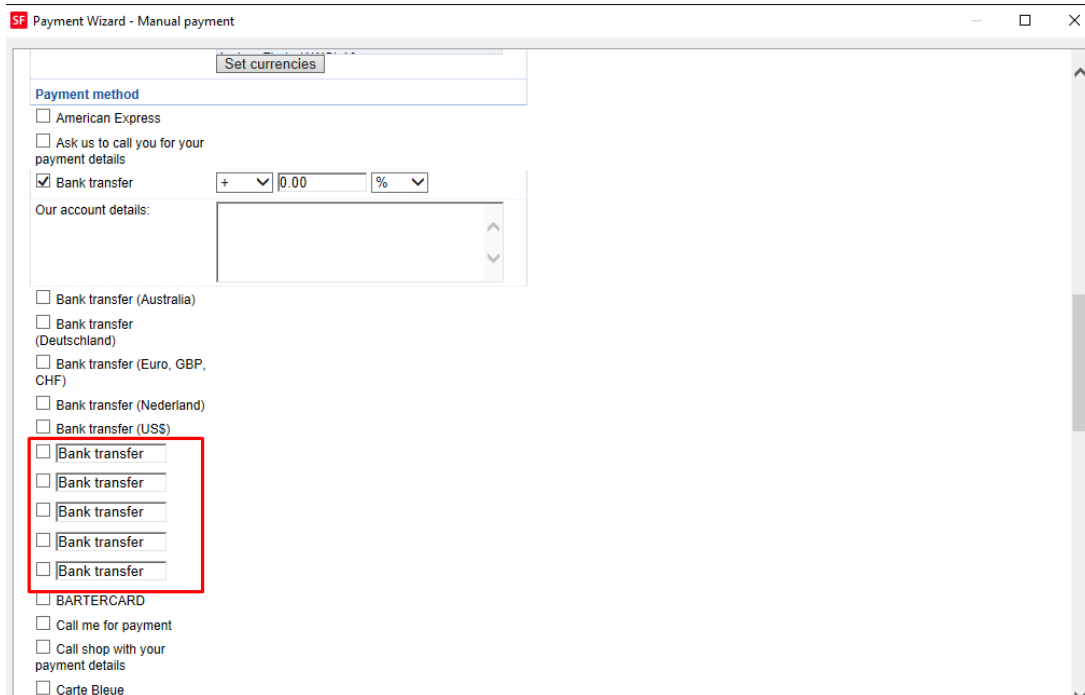 SF Payment Wizard - Manual payment
Set currencies
Payment method
American Express
Ask us to call you for your
payment details
Bank transfer + 0.00 %
Our account details:
Bank transfer (Australia)
Bank transfer
(Deutschland)
Bank transfer (Euro, GBP,
CHF)
Bank transfer (Nederland)
Bank transfer (US$)
Bank transfer
Bank transfer
Bank transfer
Bank transfer
Bank transfer
BARTERCARD
Call me for payment
Call shop with your
payment details
Carte Bleue